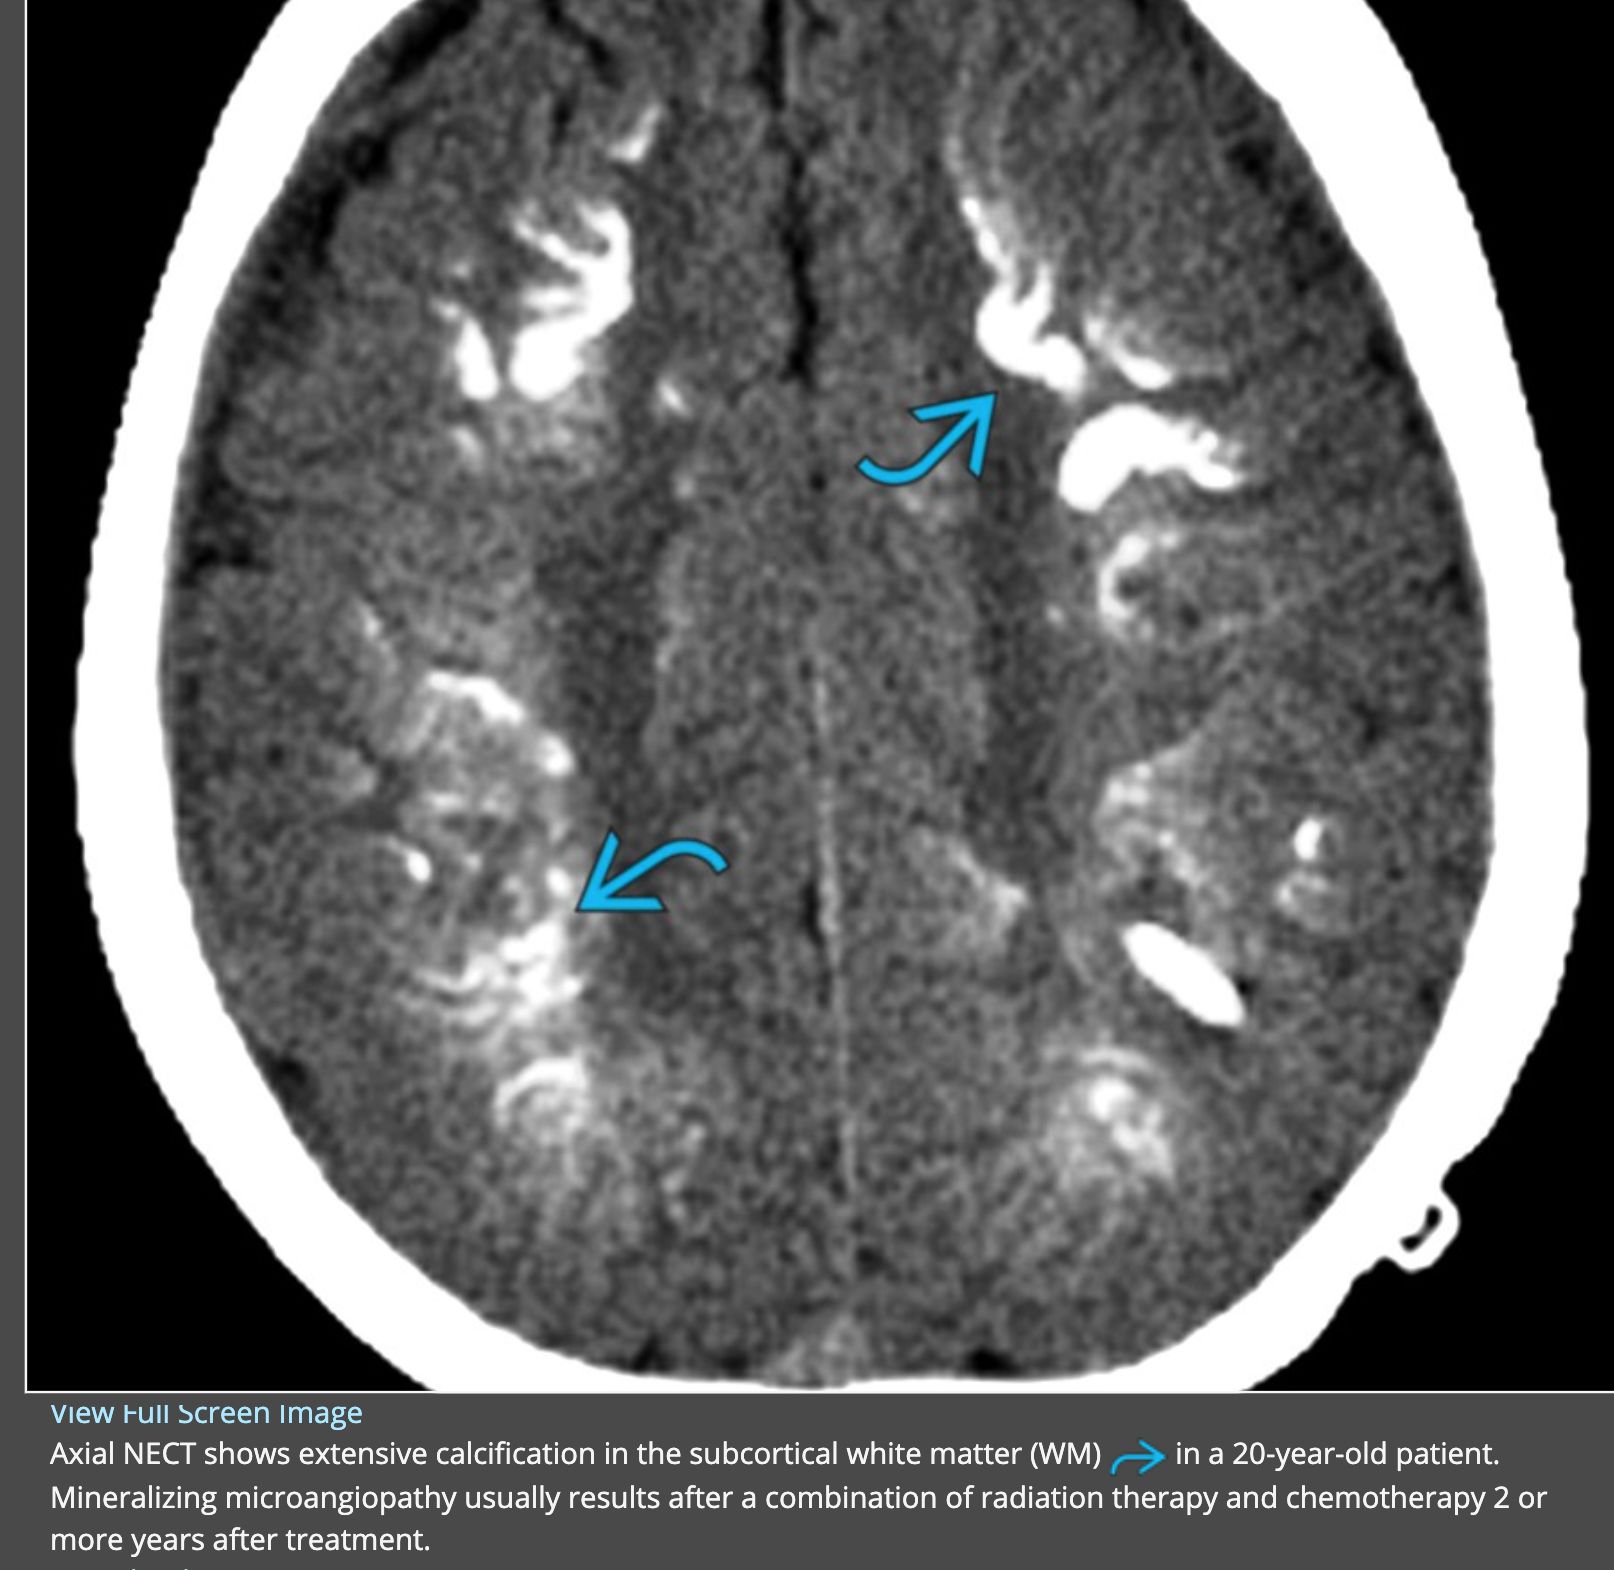 View Full Screen Image
Axial NECT shows extensive calcification in the subcortical white matter (WM) in a 20-year-old patient.
Mineralizing microangiopathy usually results after a combination of radiation therapy and chemotherapy 2 or
more years after treatment.